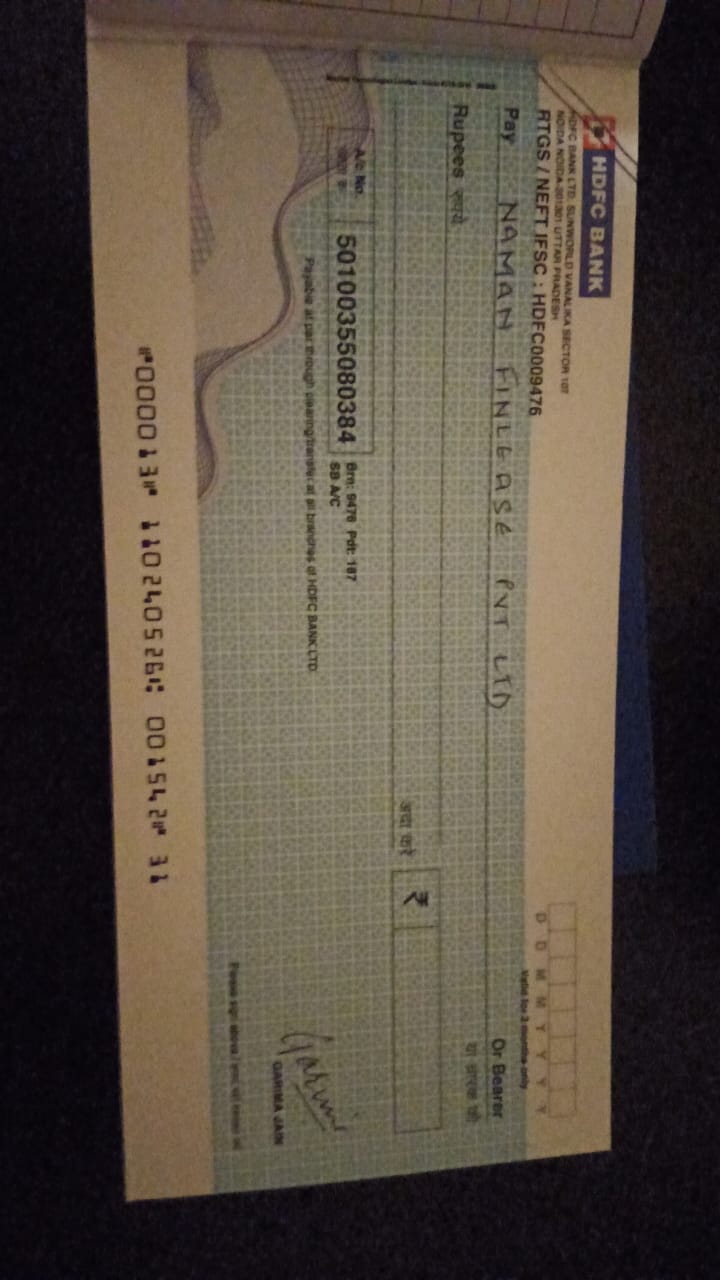 HDFC BANK
HDFC BANK LTD. SUNWORLD VANALIKA SECTOR 107
NOIDA NOIDA-201301 UTTAR PRADESH
RTGS / NEFT IFSC : HDFC0009476
D D M M Y Y Y Y
Valid for 3 months only
Pay NAMAN FINLEASE PVT LTD Or Bearer
या धारक को
Rupees रुपये
अदा करें ₹
A/c No. 50100355080384
Brn: 9476 Pdt: 187
SB A/C
Payable at par through clearing/transfer at all branches of HDFC BANK LTD
Garima
GARIMA JAIN
Please sign above
⑈000013⑈ 110240526⑆ 001542⑈ 31